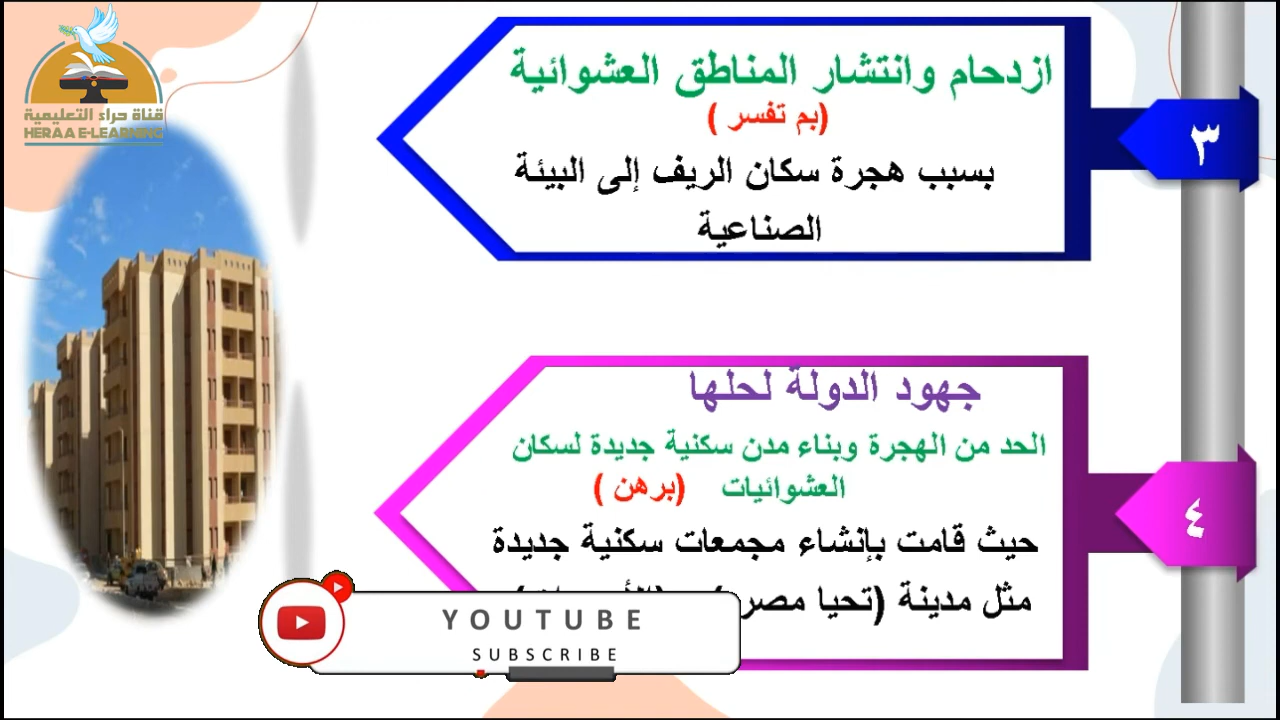 قناة حراء التعليمية
HERAA E-LEARNING
٣
ازدحام وانتشار المناطق العشوائية
(بم تفسر )
بسبب هجرة سكان الريف إلى البيئة
الصناعية
٤
جهود الدولة لحلها
الحد من الهجرة وبناء مدن سكنية جديدة لسكان
العشوائيات (برهن )
حيث قامت بإنشاء مجمعات سكنية جديدة
مثل مدينة (تحيا مصر
YOUTUBE
SUBSCRIBE